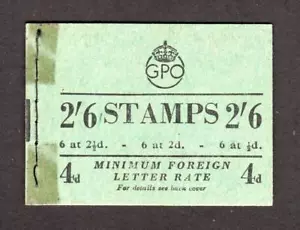 GPO
2/6 STAMPS 2/6
6 at 2½d. - 6 at 2d. - 6 at ½d.
4d MINIMUM FOREIGN LETTER RATE 4d
For details see back cover